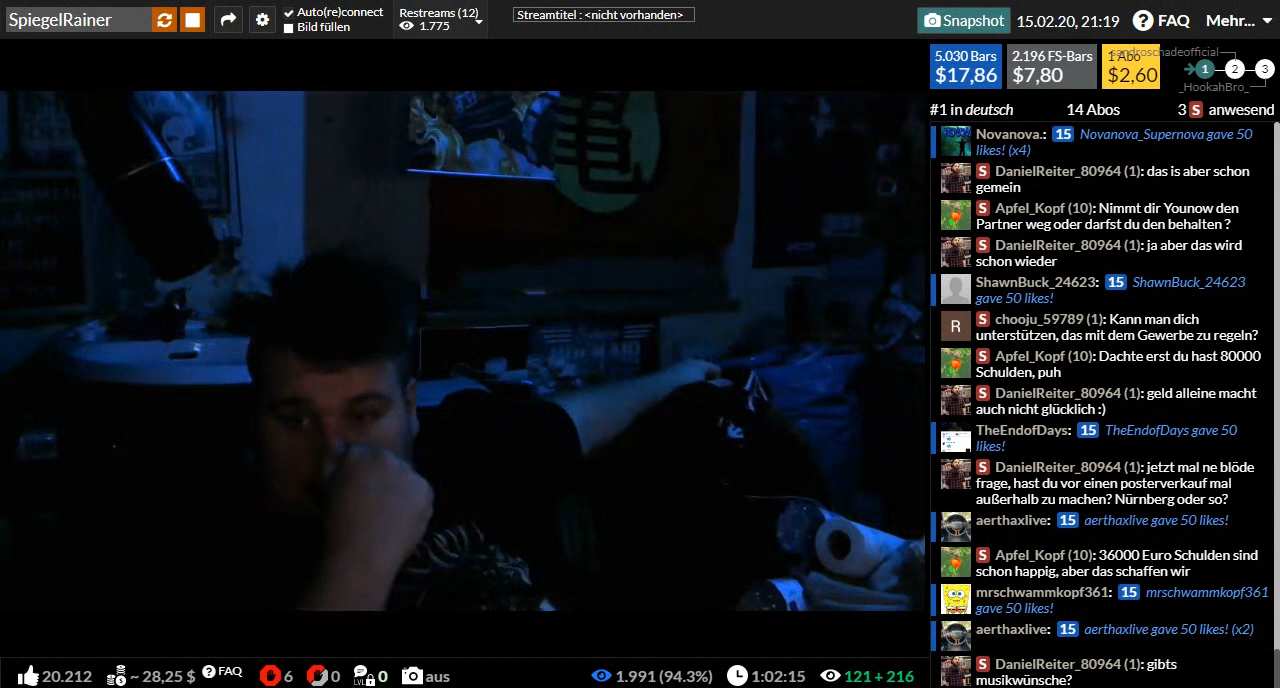 SpiegelRainer
Auto(re)connect
Bild füllen
Restreams (12)
1.775
Streamtitel : <nicht vorhanden>
Snapshot
15.02.20, 21:19
FAQ
Mehr...
5.030 Bars
$17,86
2.196 FS-Bars
$7,80
1 Abo
$2,60
sandroschadeofficial
1 2 3
_HookahBro_
#1 in deutsch
14 Abos
3 S anwesend
Novanova.: 15 Novanova_Supernova gave 50
likes! (x4)
S DanielReiter_80964 (1): das is aber schon
gemein
S Apfel_Kopf (10): Nimmt dir Younow den
Partner weg oder darfst du den behalten ?
S DanielReiter_80964 (1): ja aber das wird
schon wieder
ShawnBuck_24623: 15 ShawnBuck_24623
gave 50 likes!
R
S chooju_59789 (1): Kann man dich
unterstützen, das mit dem Gewerbe zu regeln?
S Apfel_Kopf (10): Dachte erst du hast 80000
Schulden, puh
S DanielReiter_80964 (1): geld alleine macht
auch nicht glücklich :)
TheEndofDays: 15 TheEndofDays gave 50
likes!
S DanielReiter_80964 (1): jetzt mal ne blöde
frage, hast du vor einen posterverkauf mal
außerhalb zu machen? Nürnberg oder so?
aerthaxlive: 15 aerthaxlive gave 50 likes!
S Apfel_Kopf (10): 36000 Euro Schulden sind
schon happig, aber das schaffen wir
mrschwammkopf361: 15 mrschwammkopf361
gave 50 likes!
aerthaxlive: 15 aerthaxlive gave 50 likes! (x2)
S DanielReiter_80964 (1): gibts
musikwünsche?
20.212
~ 28,25 $
FAQ
6
0
LVL
0
aus
1.991 (94.3%)
1:02:15
121 + 216